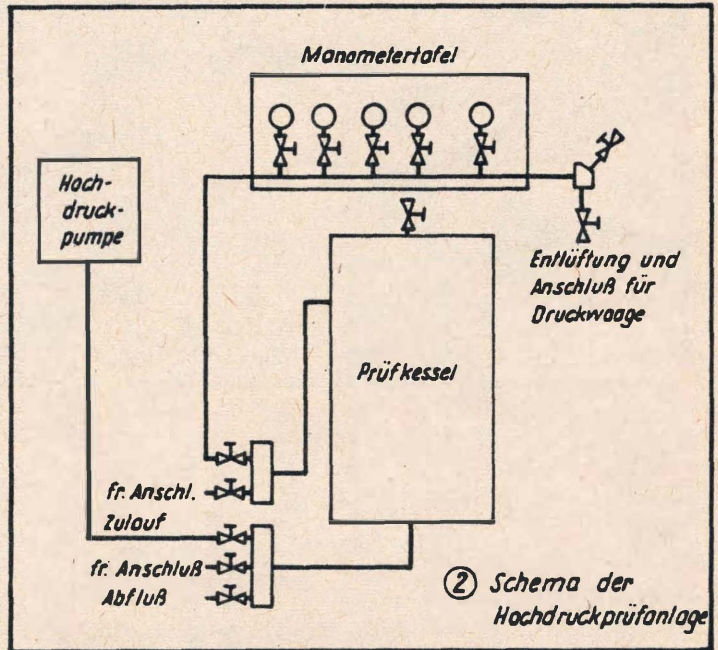 Manometertafel
Hoch-
druck-
pumpe
Entlüftung und
Anschluß für
Druckwaage
Prüfkessel
fr. Anschl.
Zulauf
fr. Anschluß
Abfluß
② Schema der
Hochdruckprüfanlage